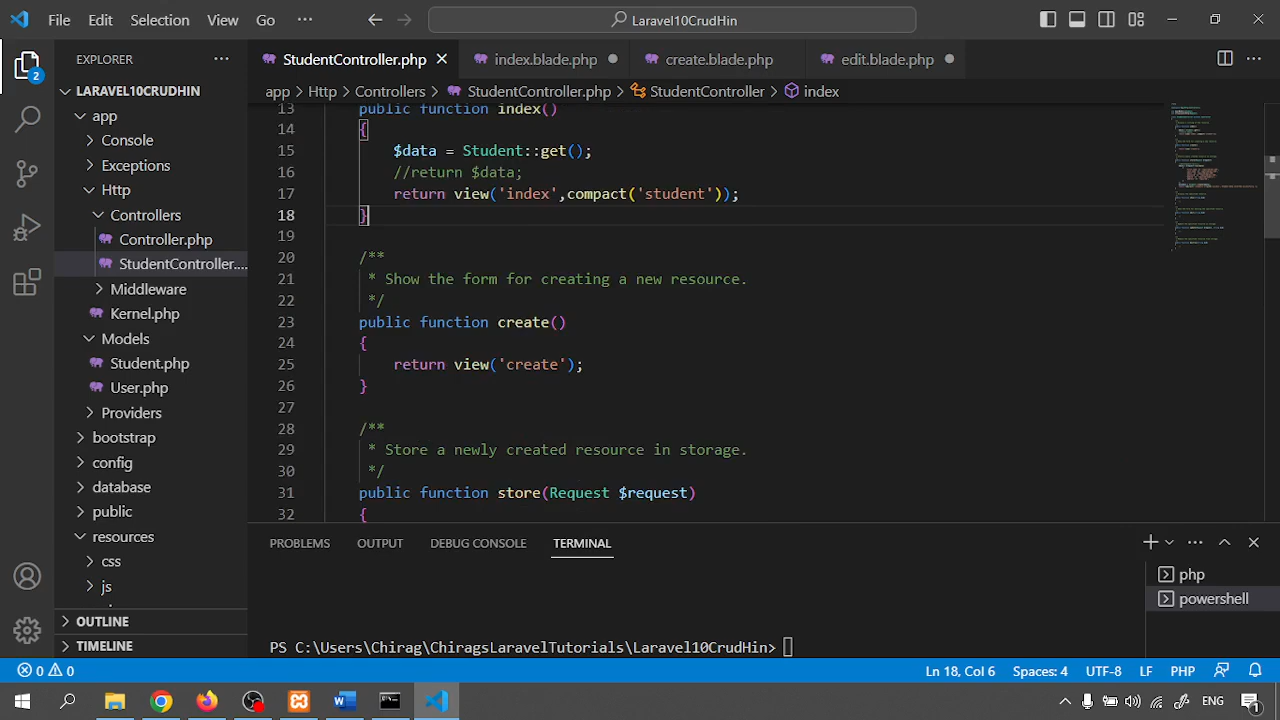 File Edit Selection View Go ··· Laravel10CrudHin
EXPLORER ···
2
LARAVEL10CRUDHIN
app
Console
Exceptions
Http
Controllers
Controller.php
StudentController....
Middleware
Kernel.php
Models
Student.php
User.php
Providers
bootstrap
config
database
public
resources
css
js
OUTLINE
TIMELINE
StudentController.php index.blade.php create.blade.php edit.blade.php
app > Http > Controllers > StudentController.php > StudentController > index
13 public function index()
14 {
15 $data = Student::get();
16 //return $data;
17 return view('index',compact('student'));
18 }
19
20 /**
21 * Show the form for creating a new resource.
22 */
23 public function create()
24 {
25 return view('create');
26 }
27
28 /**
29 * Store a newly created resource in storage.
30 */
31 public function store(Request $request)
32 {
PROBLEMS OUTPUT DEBUG CONSOLE TERMINAL
php
powershell
PS C:\Users\Chirag\ChiragsLaravelTutorials\Laravel10CrudHin>
0 0 Ln 18, Col 6 Spaces: 4 UTF-8 LF PHP
ENG 1